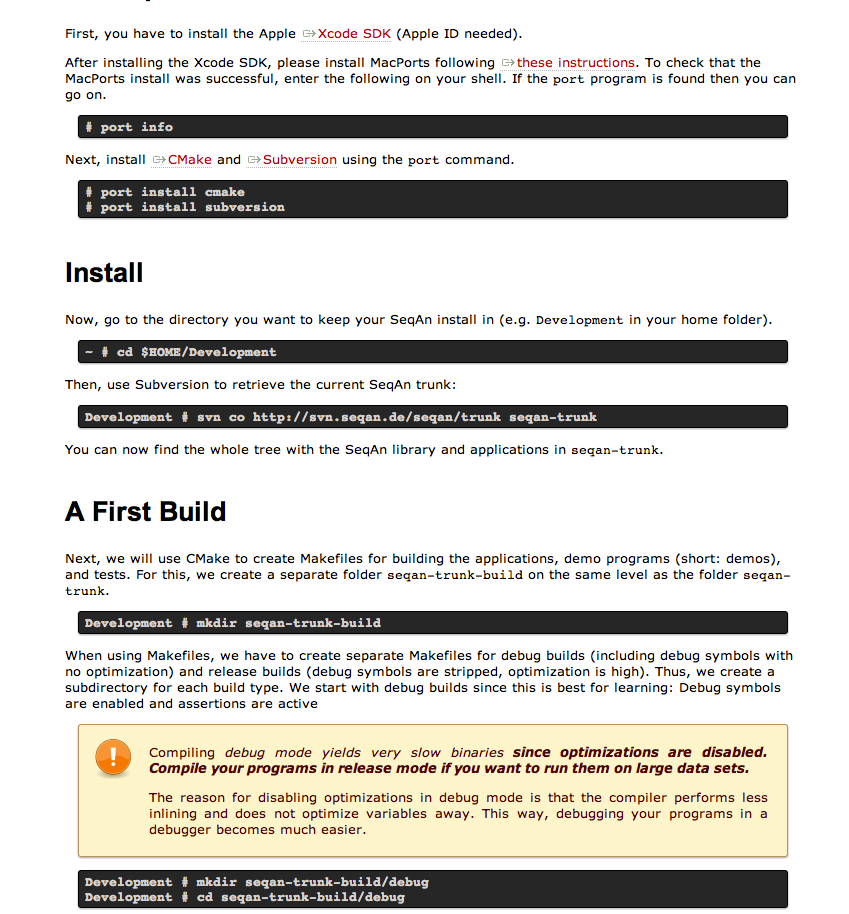 First, you have to install the Apple Xcode SDK (Apple ID needed).
After installing the Xcode SDK, please install MacPorts following these instructions. To check that the
MacPorts install was successful, enter the following on your shell. If the port program is found then you can
go on.
# port info
Next, install CMake and Subversion using the port command.
# port install cmake
# port install subversion
Install
Now, go to the directory you want to keep your SeqAn install in (e.g. Development in your home folder).
~ # cd $HOME/Development
Then, use Subversion to retrieve the current SeqAn trunk:
Development # svn co http://svn.seqan.de/seqan/trunk seqan-trunk
You can now find the whole tree with the SeqAn library and applications in seqan-trunk.
A First Build
Next, we will use CMake to create Makefiles for building the applications, demo programs (short: demos),
and tests. For this, we create a separate folder seqan-trunk-build on the same level as the folder seqan-
trunk.
Development # mkdir seqan-trunk-build
When using Makefiles, we have to create separate Makefiles for debug builds (including debug symbols with
no optimization) and release builds (debug symbols are stripped, optimization is high). Thus, we create a
subdirectory for each build type. We start with debug builds since this is best for learning: Debug symbols
are enabled and assertions are active
Compiling debug mode yields very slow binaries since optimizations are disabled.
Compile your programs in release mode if you want to run them on large data sets.
The reason for disabling optimizations in debug mode is that the compiler performs less
inlining and does not optimize variables away. This way, debugging your programs in a
debugger becomes much easier.
Development # mkdir seqan-trunk-build/debug
Development # cd seqan-trunk-build/debug